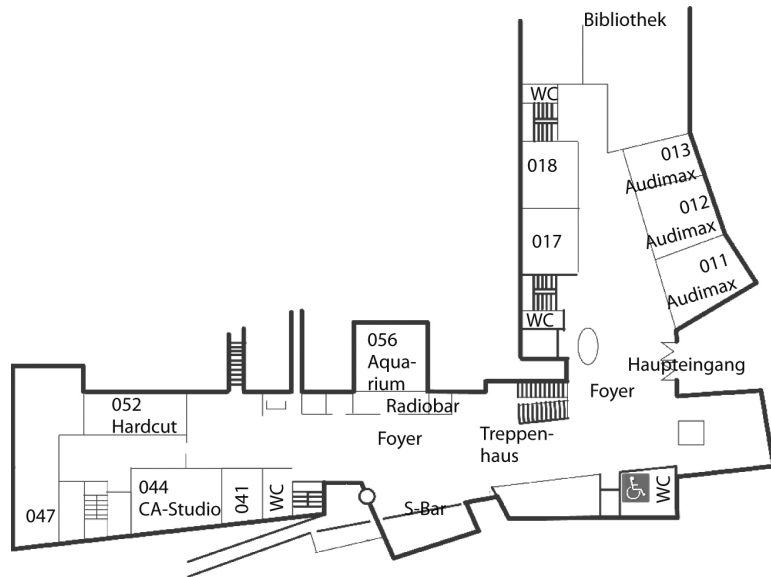 Bibliothek
WC
013
Audimax
018
012
Audimax
017
011
Audimax
WC
056
Aqua-
rium
Haupteingang
Foyer
052
Hardcut
Radiobar
Foyer
Treppen-
haus
044
CA-Studio
041
WC
047
S-Bar
WC